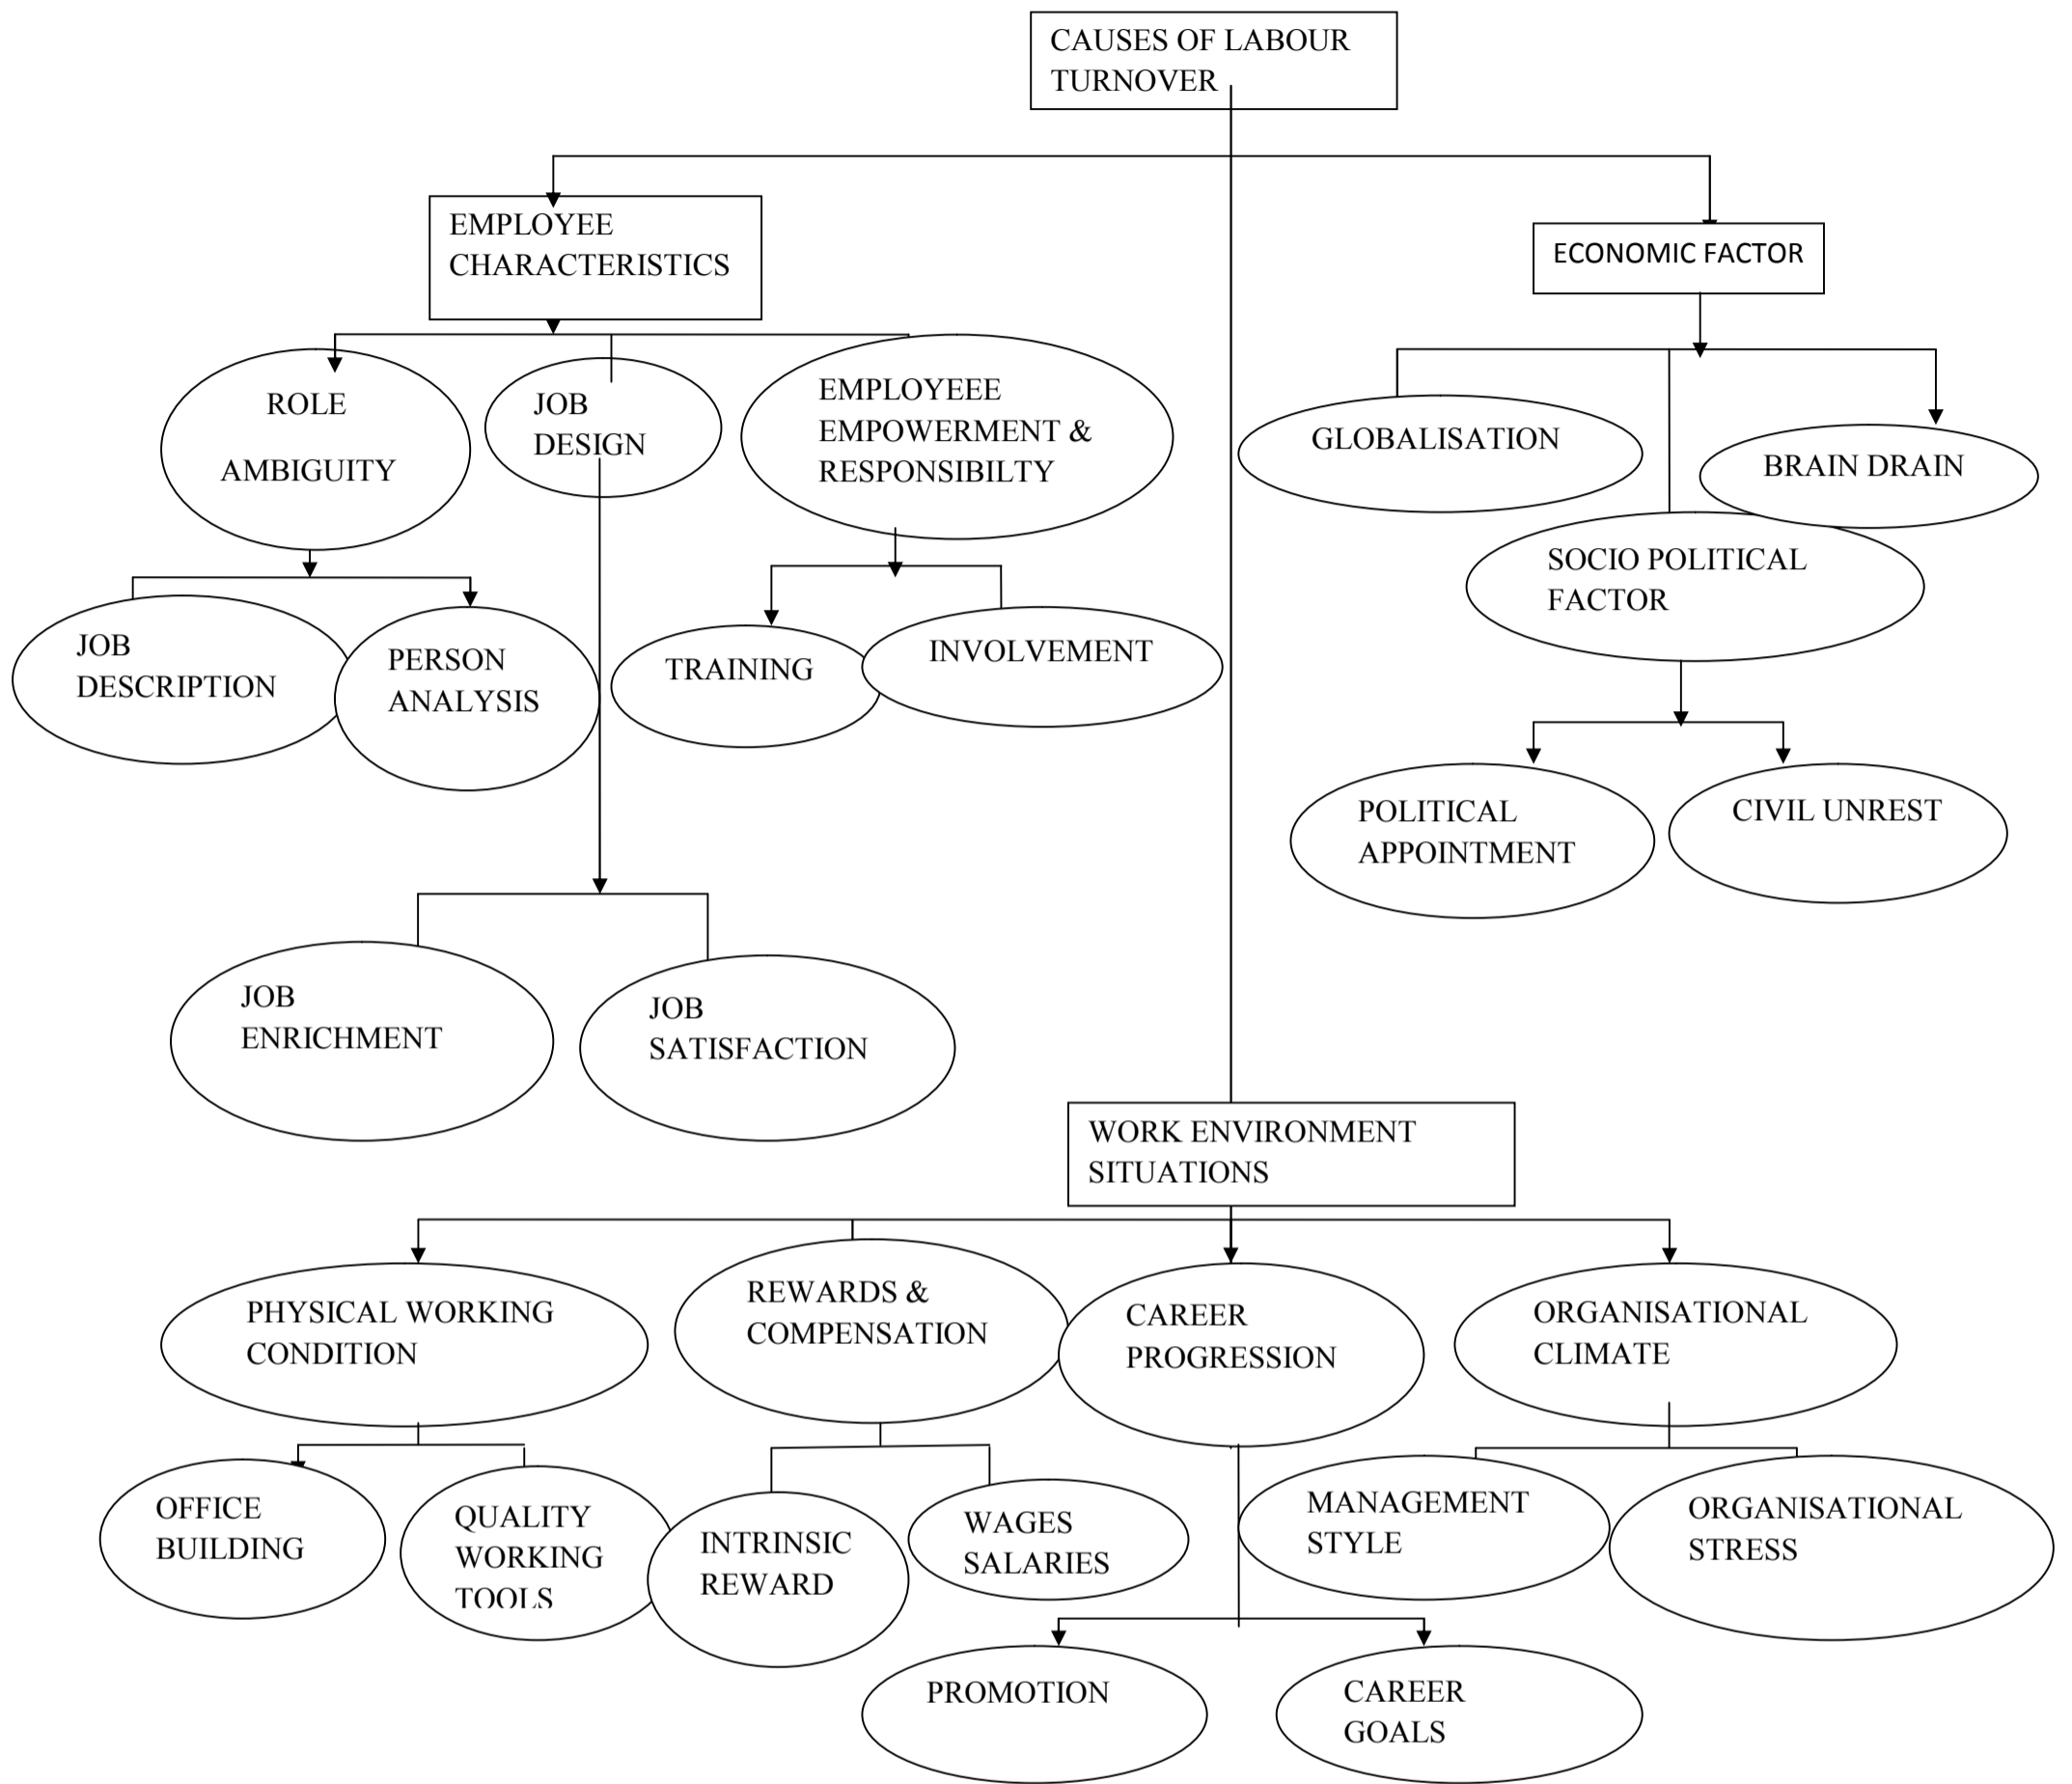 CAUSES OF LABOUR
TURNOVER
EMPLOYEE
CHARACTERISTICS
ECONOMIC FACTOR
ROLE
AMBIGUITY
JOB
DESIGN
EMPLOYEEE
EMPOWERMENT &
RESPONSIBILTY
GLOBALISATION
BRAIN DRAIN
SOCIO POLITICAL
FACTOR
JOB
DESCRIPTION
PERSON
ANALYSIS
TRAINING
INVOLVEMENT
POLITICAL
APPOINTMENT
CIVIL UNREST
JOB
ENRICHMENT
JOB
SATISFACTION
WORK ENVIRONMENT
SITUATIONS
PHYSICAL WORKING
CONDITION
REWARDS &
COMPENSATION
CAREER
PROGRESSION
ORGANISATIONAL
CLIMATE
OFFICE
BUILDING
QUALITY
WORKING
TOOLS
INTRINSIC
REWARD
WAGES
SALARIES
MANAGEMENT
STYLE
ORGANISATIONAL
STRESS
PROMOTION
CAREER
GOALS